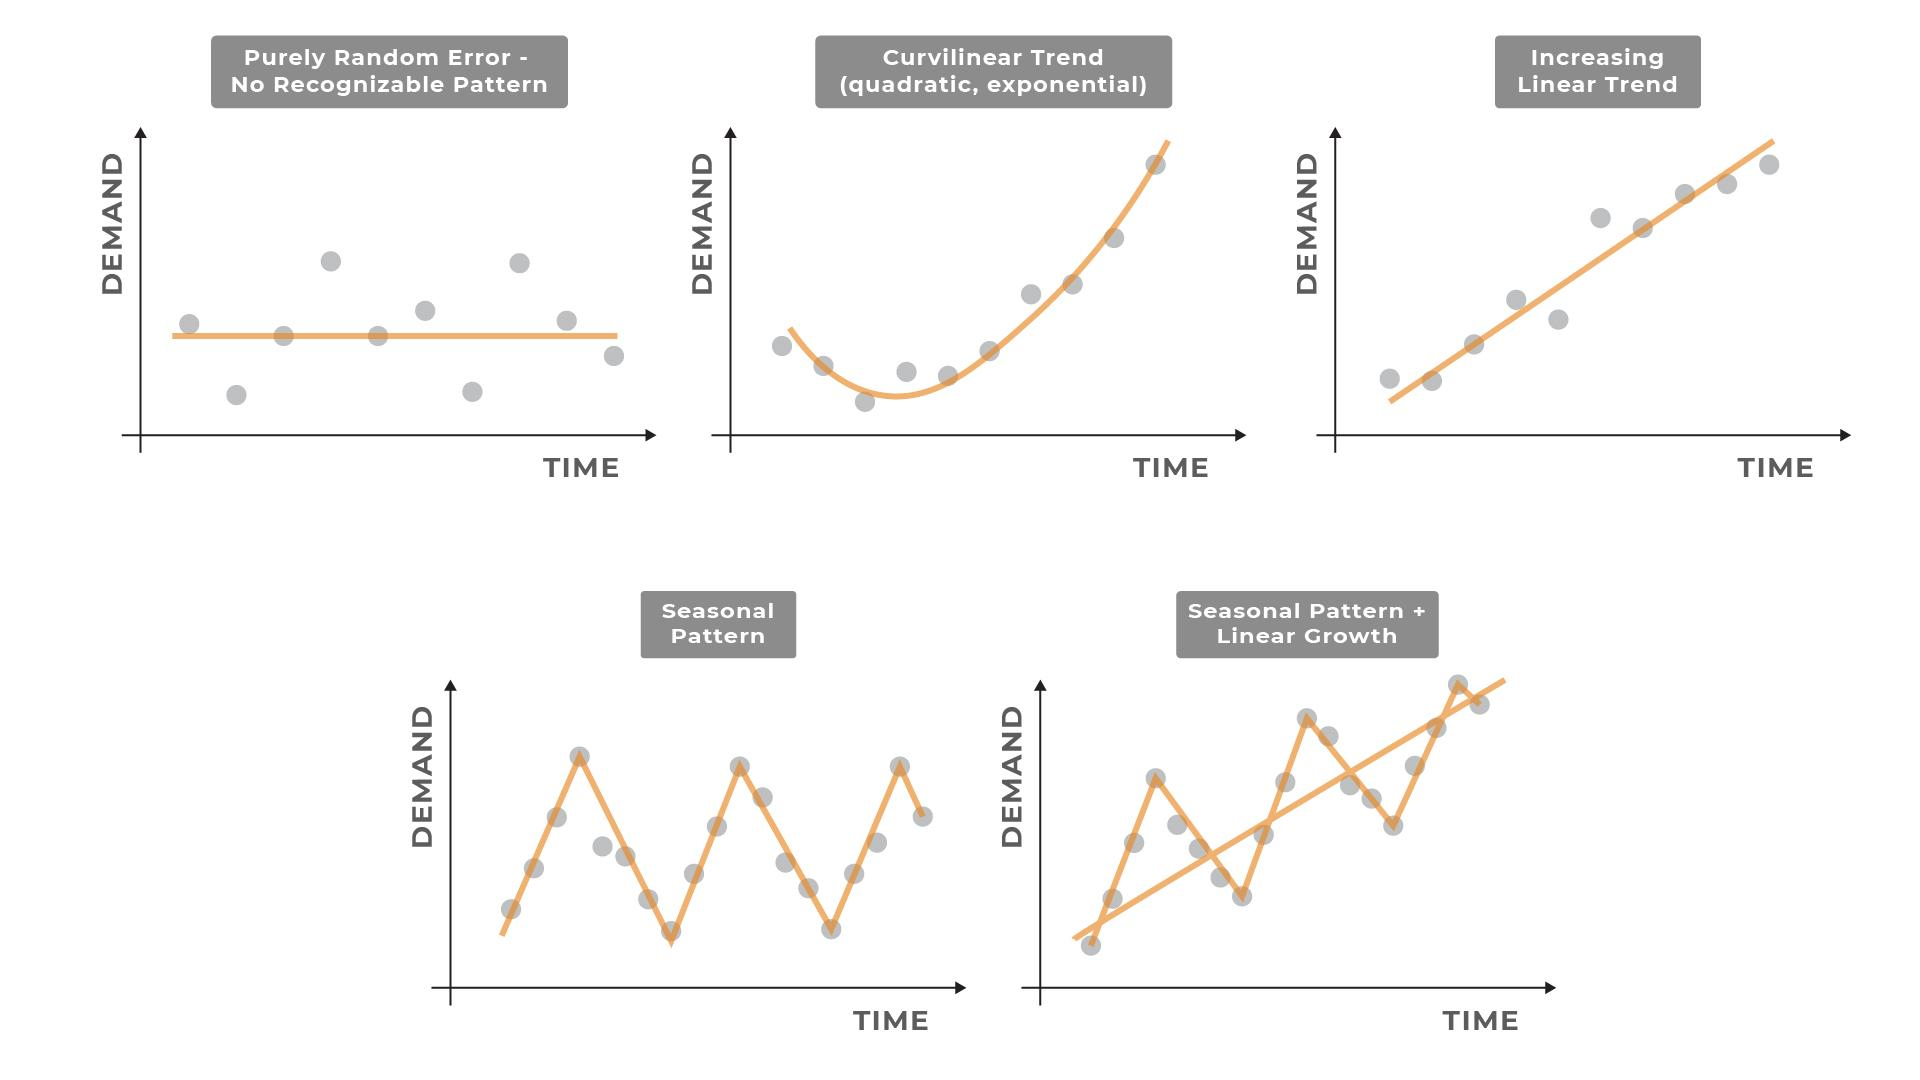 Purely Random Error -
No Recognizable Pattern
DEMAND
TIME
Curvilinear Trend
(quadratic, exponential)
DEMAND
TIME
Increasing
Linear Trend
DEMAND
TIME
Seasonal
Pattern
DEMAND
TIME
Seasonal Pattern +
Linear Growth
DEMAND
TIME